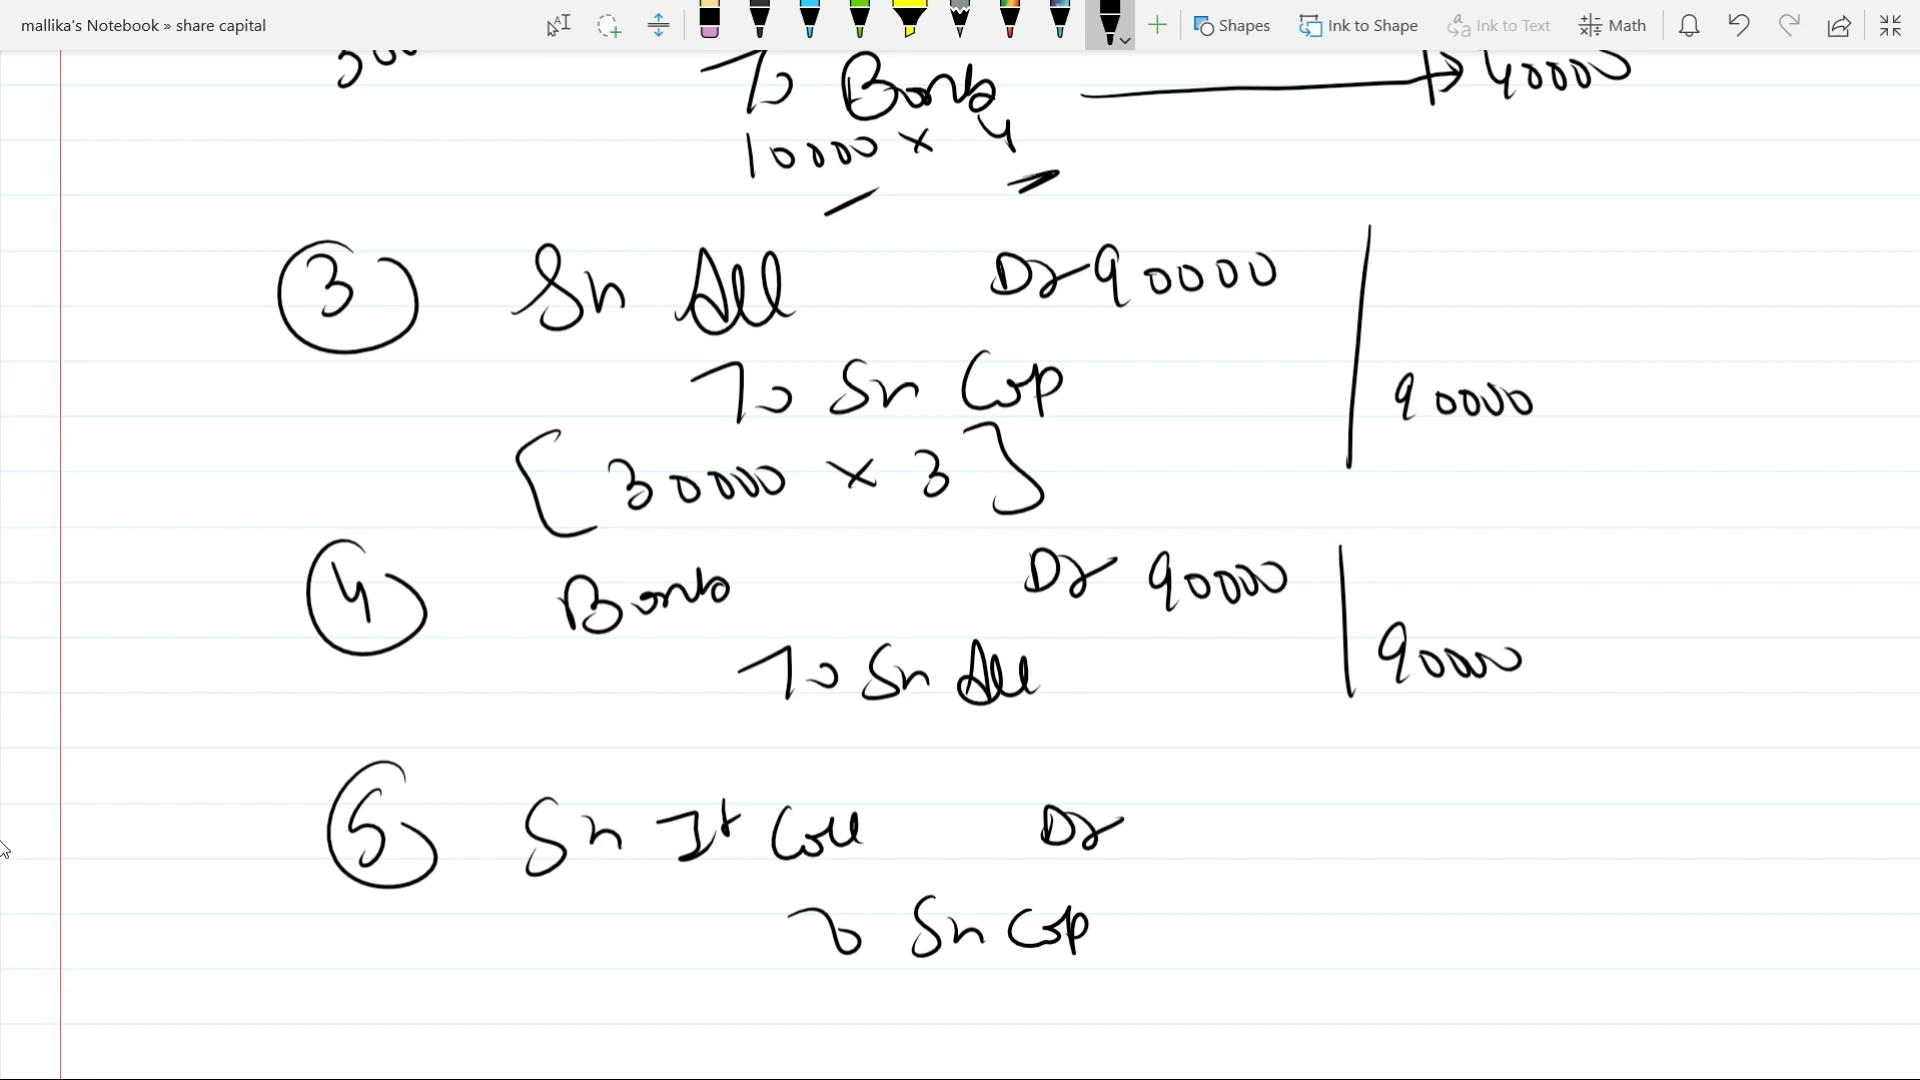 mallika's Notebook » share capital
Shapes Ink to Shape Ink to Text Math
To Bank 40000
10000 x 4
③ Sh All Dr 90000
To Sh Cap 90000
[30000 x 3]
④ Bank Dr 90000
To Sh All 90000
⑤ Sh Ist Call Dr
To Sh Cap